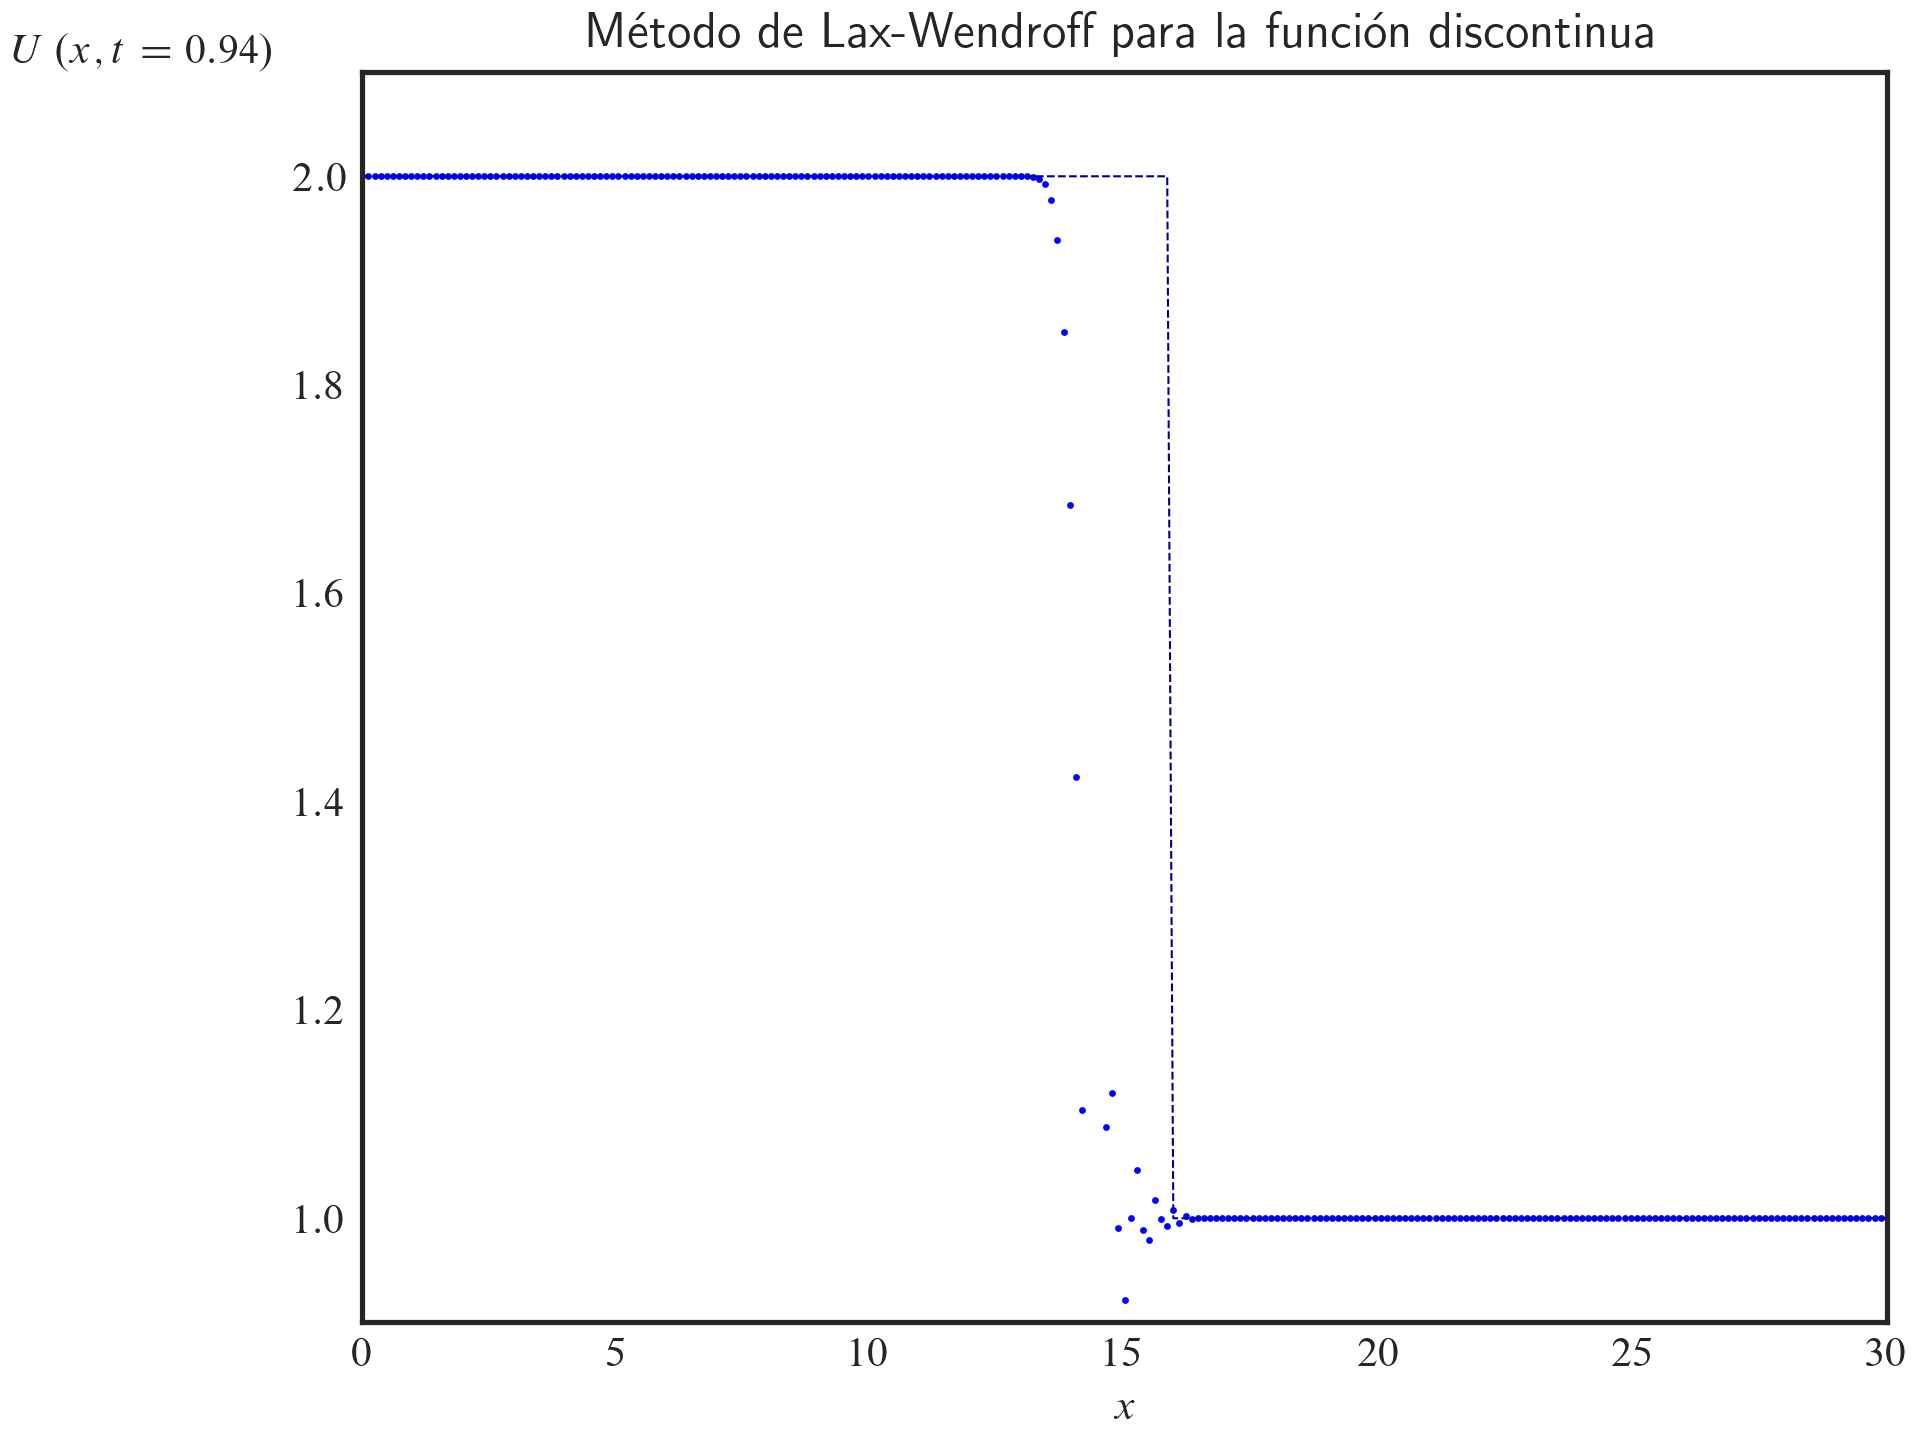 Método de Lax-Wendroff para la función discontinua
U (x, t = 0.94)
2.0
1.8
1.6
1.4
1.2
1.0
0 5 10 15 20 25 30
x